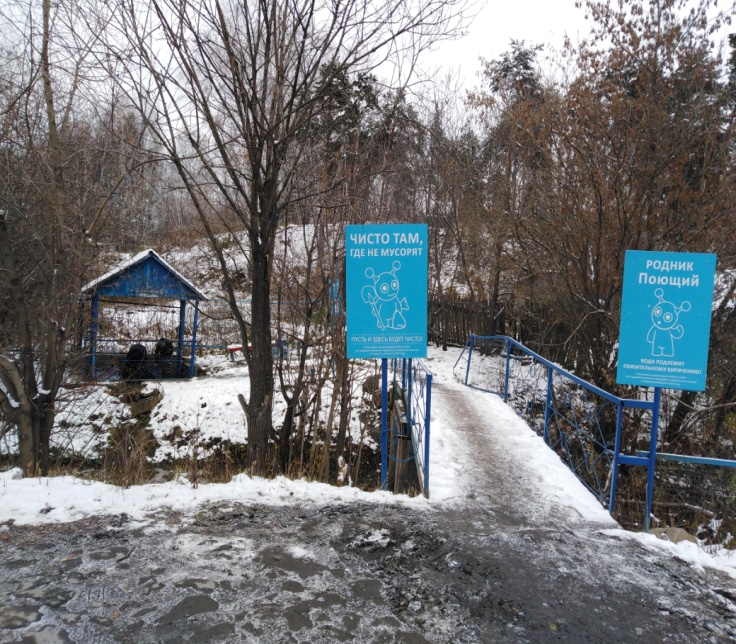 ЧИСТО ТАМ,
ГДЕ НЕ МУСОРЯТ
ПУСТЬ И ЗДЕСЬ БУДЕТ ЧИСТО!
РОДНИК
Поющий
ВОДА ПОДЛЕЖИТ
ОБЯЗАТЕЛЬНОМУ КИПЯЧЕНИЮ!